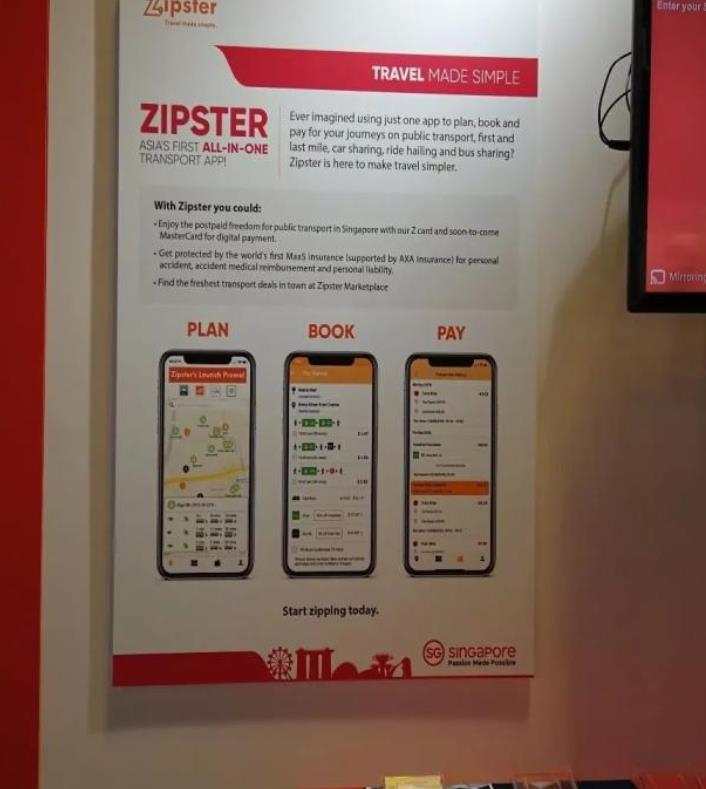 Zipster
Travel made simple.
Enter your
TRAVEL MADE SIMPLE
ZIPSTER
ASIA'S FIRST ALL-IN-ONE
TRANSPORT APP!
Ever imagined using just one app to plan, book and
pay for your journeys on public transport, first and
last mile, car sharing, ride hailing and bus sharing?
Zipster is here to make travel simpler.
With Zipster you could:
• Enjoy the postpaid freedom for public transport in Singapore with our Z card and soon-to-come
MasterCard for digital payment.
• Get protected by the world's first MaaS insurance (supported by AXA Insurance) for personal
accident, accident medical reimbursement and personal liability.
• Find the freshest transport deals in town at Zipster Marketplace
Mirroring
PLAN
BOOK
PAY
Zipster's Launch Promo!
Start zipping today.
SG SINGAPORE
Passion Made Possible